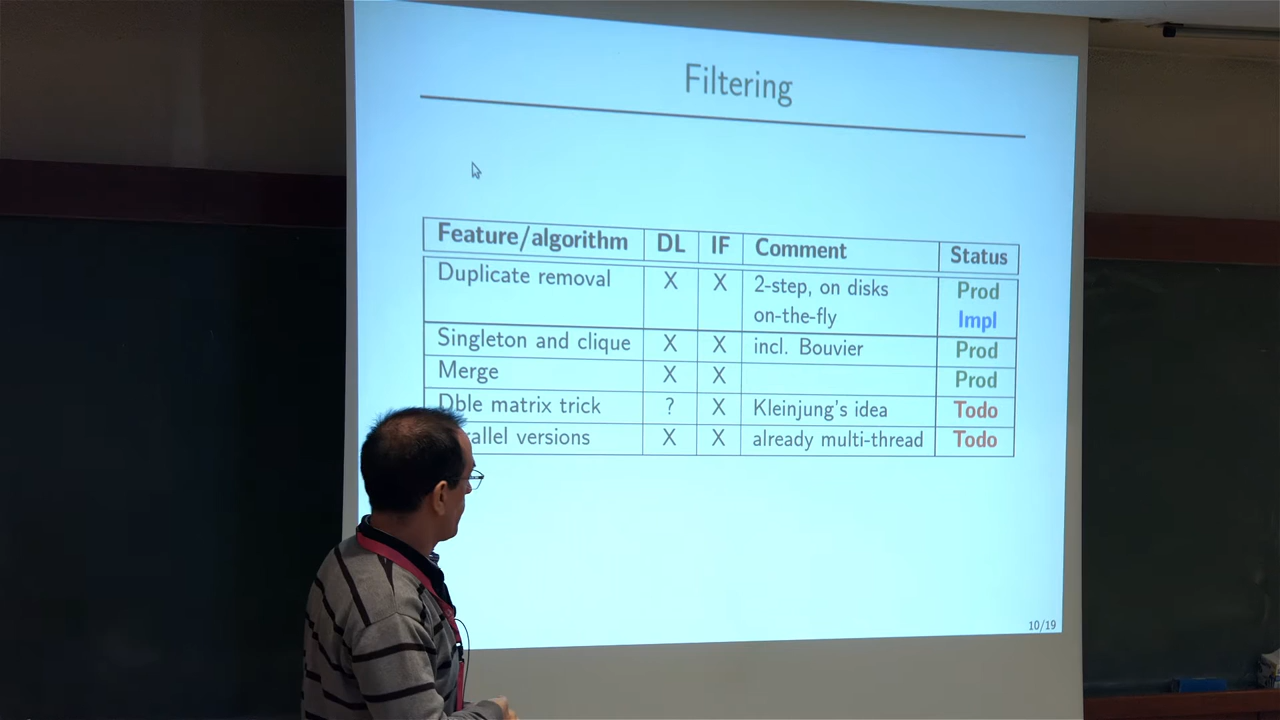 Filtering
Feature/algorithm DL IF Comment Status
Duplicate removal X X 2-step, on disks Prod
on-the-fly Impl
Singleton and clique X X incl. Bouvier Prod
Merge X X Prod
Dble matrix trick ? X Kleinjung's idea Todo
versions X X already multi-thread Todo
10/19